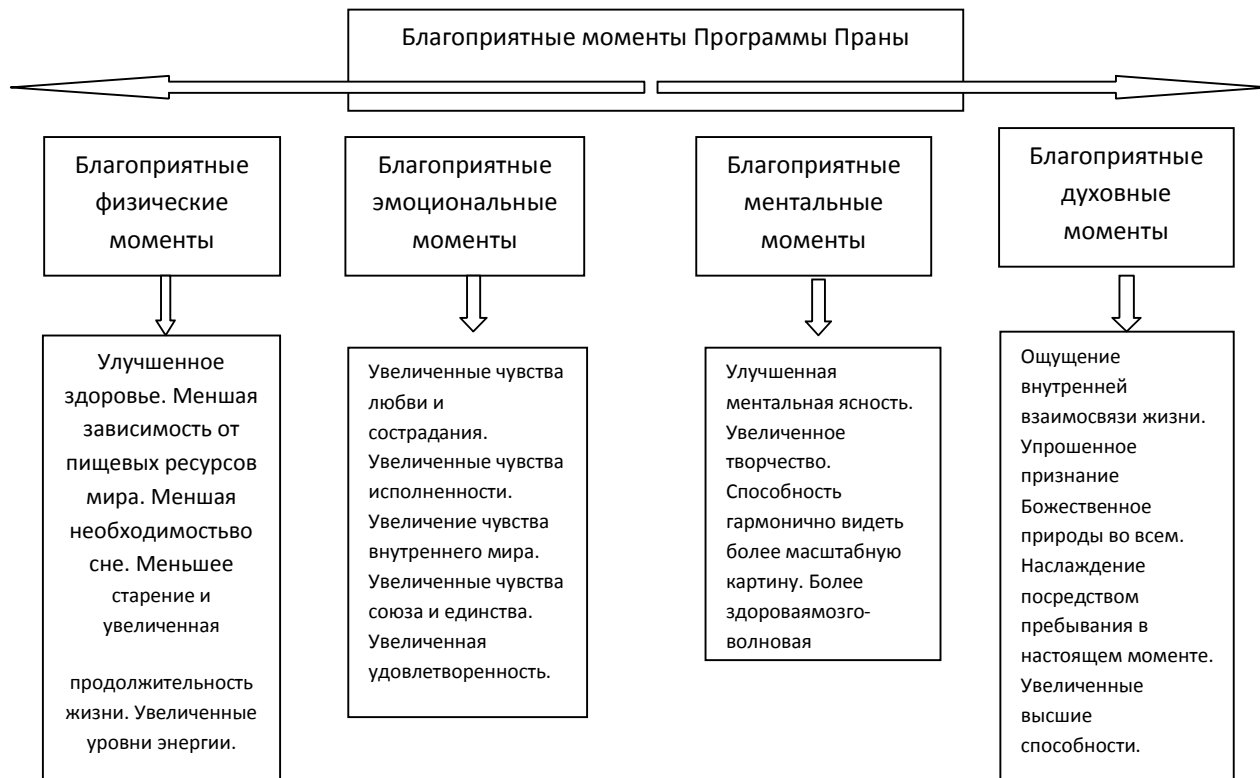 Благоприятные моменты Программы Праны
Благоприятные
физические
моменты
Благоприятные
эмоциональные
моменты
Благоприятные
ментальные
моменты
Благоприятные
духовные
моменты
Улучшенное
здоровье. Меншая
зависимость от
пищевых ресурсов
мира. Меншая
необходимостьво
сне. Меньшее
старение и
увеличенная
продолжительность
жизни. Увеличенные
уровни энергии.
Увеличенные чувства
любви и
сострадания.
Увеличенные чувства
исполненности.
Увеличение чувства
внутреннего мира.
Увеличенные чувства
союза и единства.
Увеличенная
удовлетворенность.
Улучшенная
ментальная ясность.
Увеличенное
творчество.
Способность
гармонично видеть
более масштабную
картину. Более
здороваямозго-
волновая
Ощущение
внутренней
взаимосвязи жизни.
Упрошенное
признание
Божественное
природы во всем.
Наслаждение
посредством
пребывания в
настоящем моменте.
Увеличенные
высшие
способности.